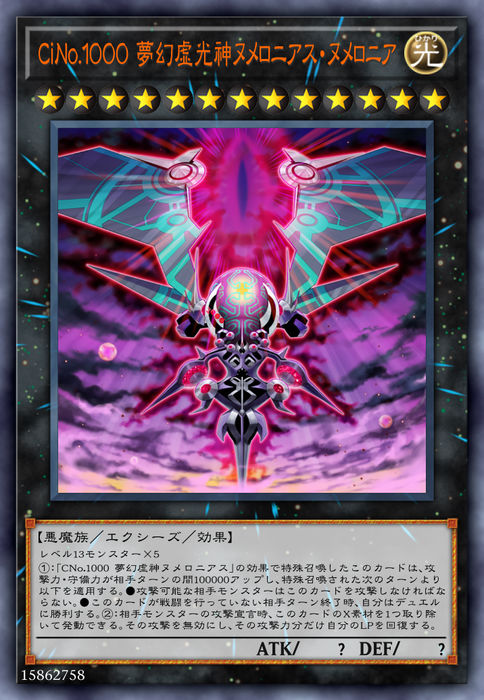 CiNo.1000 夢幻虚光神ヌメロニアス・ヌメロニア
ひかり
光
【悪魔族／エクシーズ／効果】
レベル13モンスター×5
①：「CNo.1000 夢幻虚神ヌメロニアス」の効果で特殊召喚したこのカードは、攻
撃力・守備力が相手ターンの間100000アップし、特殊召喚された次のターンより
以下を適用する。●攻撃可能な相手モンスターはこのカードを攻撃しなければな
らない。●このカードが戦闘を行っていない相手ターン終了時、自分はデュエル
に勝利する。②：相手モンスターの攻撃宣言時、このカードのX素材を1つ取り除
いて発動できる。その攻撃を無効にし、その攻撃力分だけ自分のLPを回復する。
ATK/ ? DEF/ ?
15862758